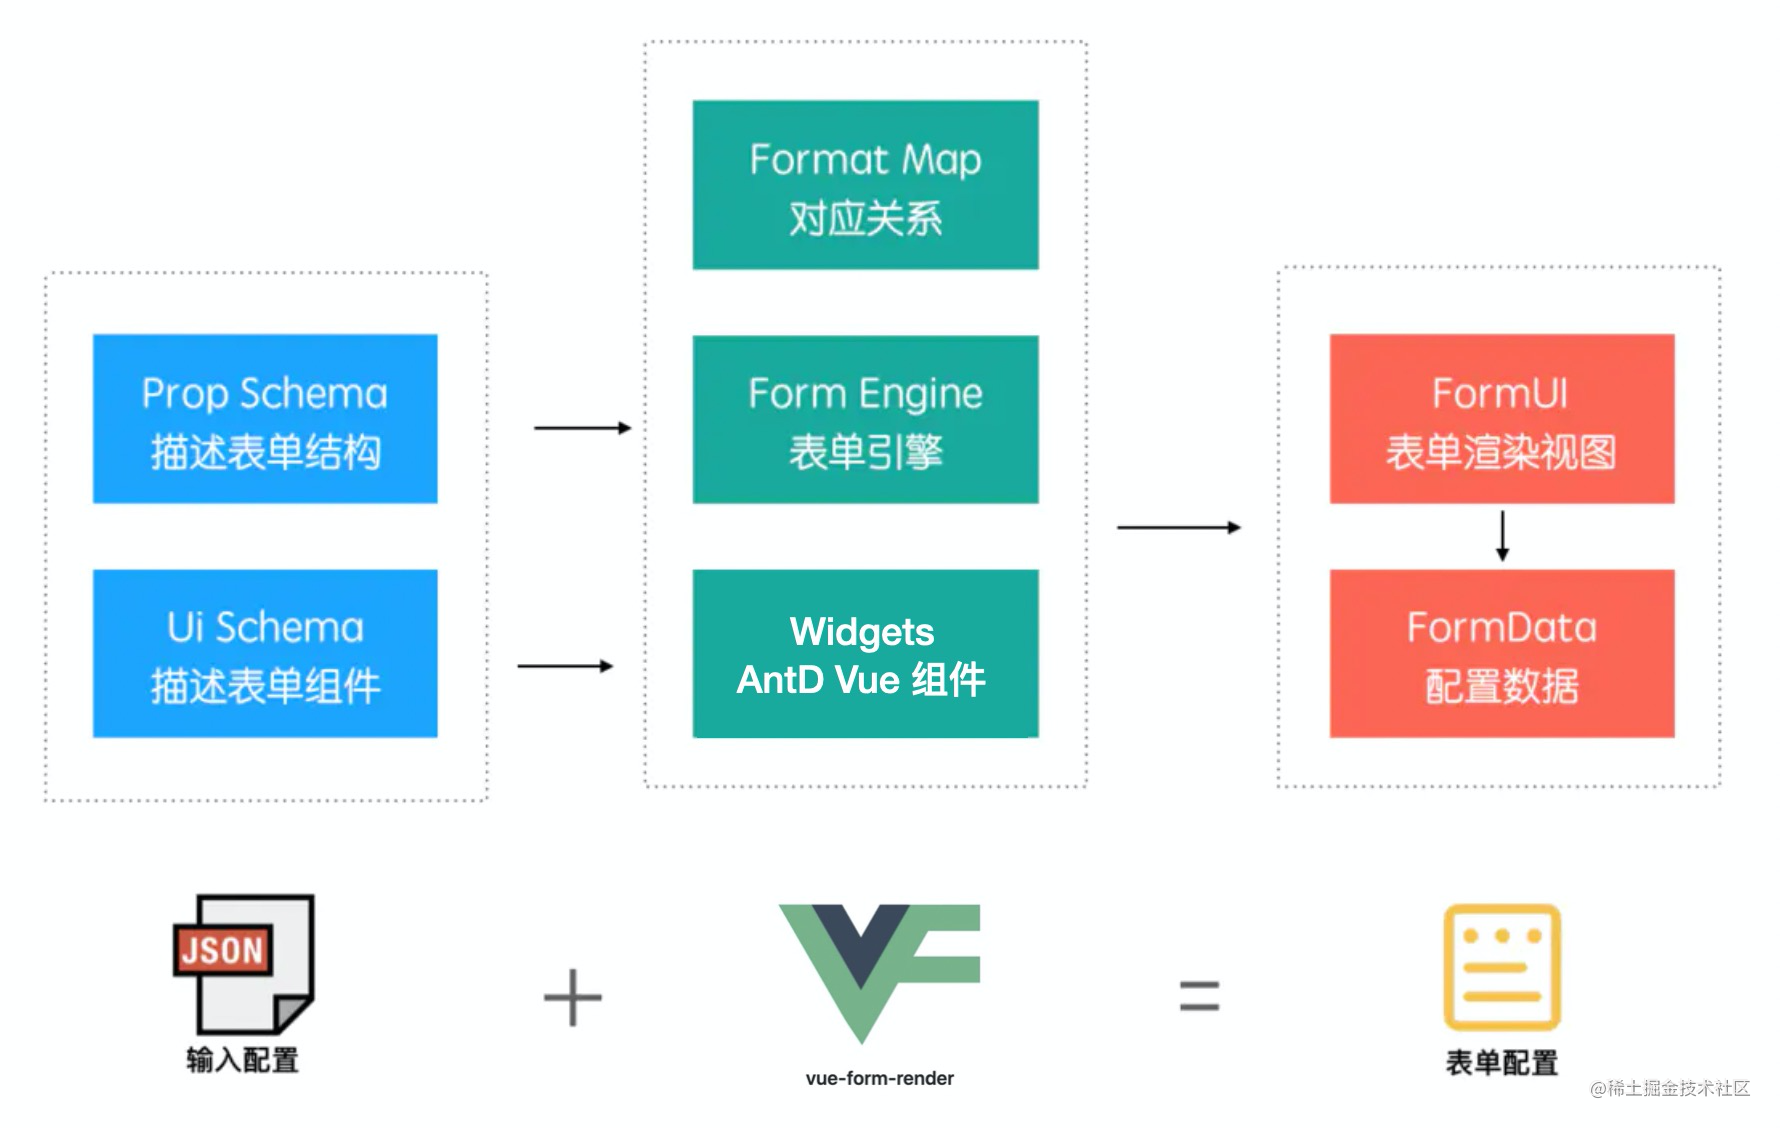 Format Map
对应关系
Prop Schema
描述表单结构
Form Engine
表单引擎
FormUI
表单渲染视图
Ui Schema
描述表单组件
Widgets
AntD Vue 组件
FormData
配置数据
JSON
输入配置
+
vue-form-render
=
表单配置
@稀土掘金技术社区